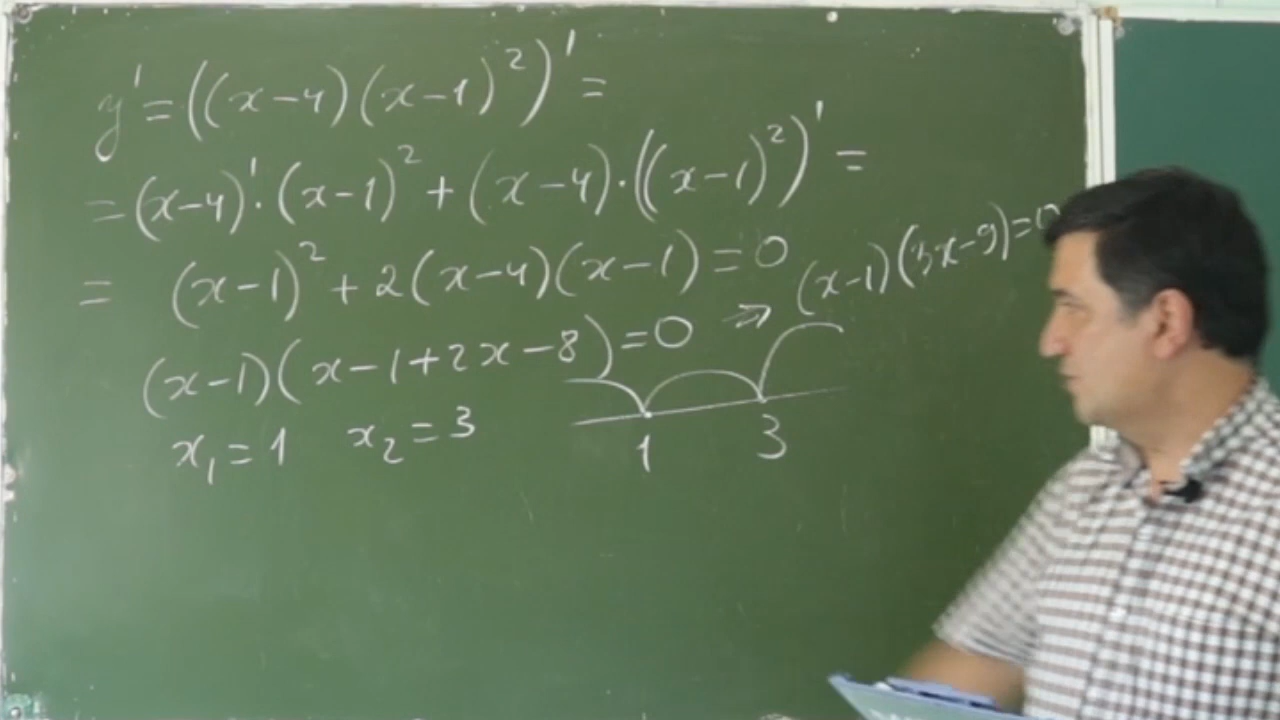 y' = ((x-4)(x-1)²)' =
= (x-4)'·(x-1)² + (x-4)·((x-1)²)' =
= (x-1)² + 2(x-4)(x-1) = 0
(x-1)(x-1+2x-8) = 0 ⇒ (x-1)(3x-9)=0
x₁ = 1 x₂ = 3
1 3